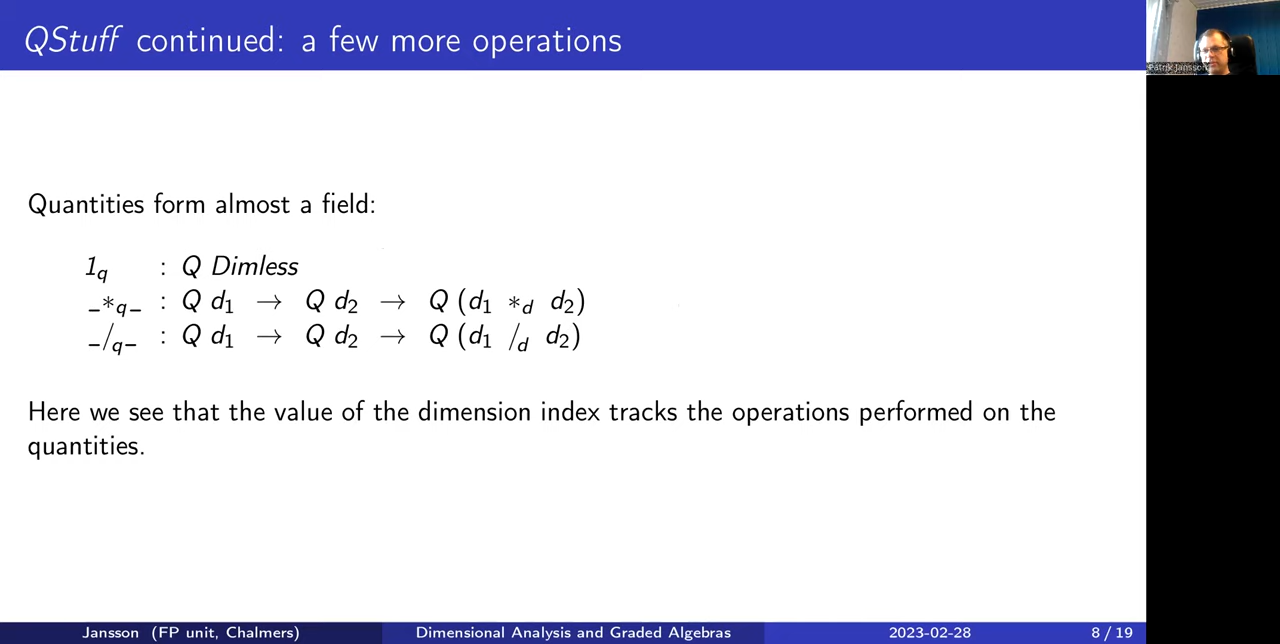 QStuff continued: a few more operations
Patrik Jansson
Quantities form almost a field:
1q : Q Dimless
_*q_ : Q d1 → Q d2 → Q (d1 *d d2)
_/q_ : Q d1 → Q d2 → Q (d1 /d d2)
Here we see that the value of the dimension index tracks the operations performed on the
quantities.
Jansson (FP unit, Chalmers) Dimensional Analysis and Graded Algebras 2023-02-28 8 / 19